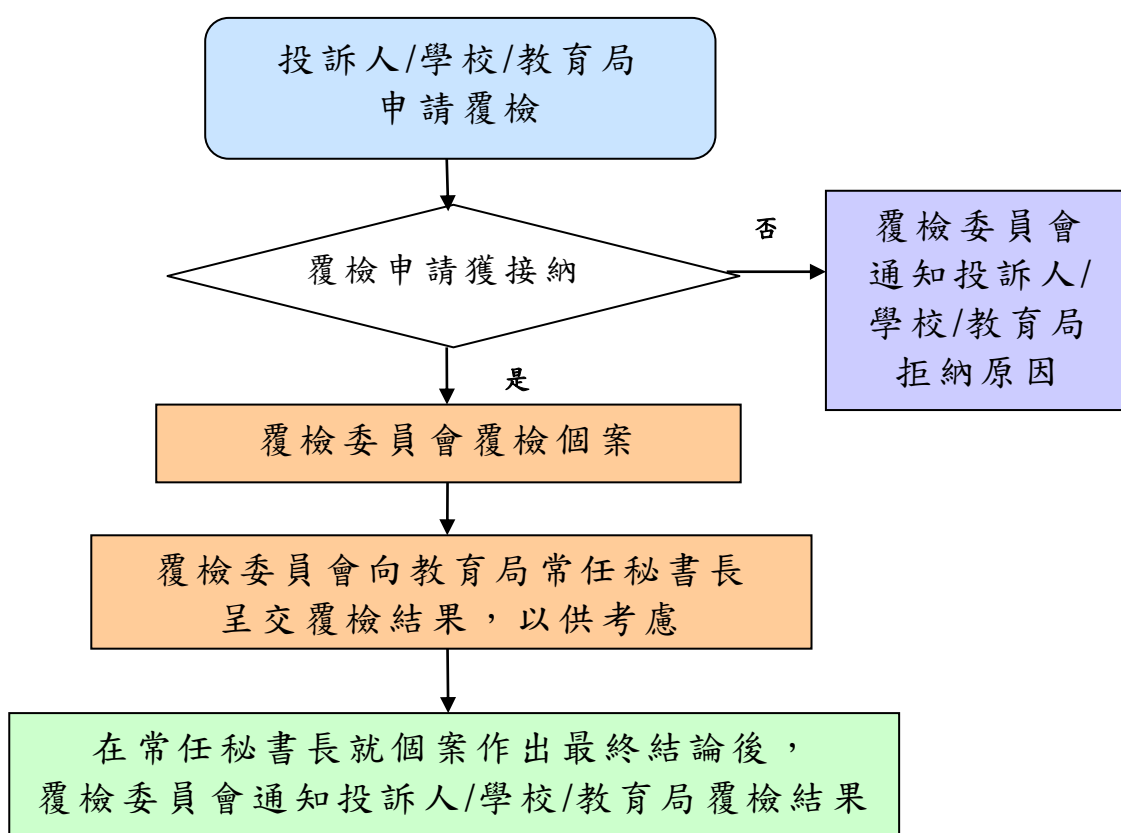 投訴人/學校/教育局
申請覆檢
覆檢申請獲接納
否
覆檢委員會
通知投訴人/
學校/教育局
拒納原因
是
覆檢委員會覆檢個案
覆檢委員會向教育局常任秘書長
呈交覆檢結果，以供考慮
在常任秘書長就個案作出最終結論後，
覆檢委員會通知投訴人/學校/教育局覆檢結果